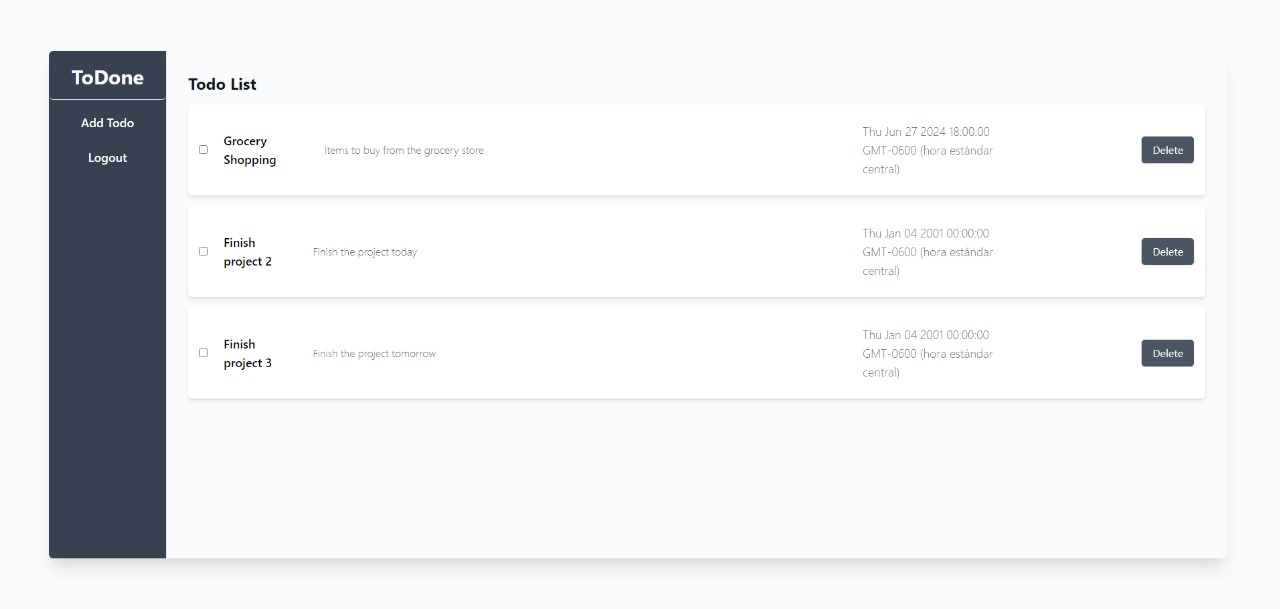 ToDone
Add Todo
Logout
Todo List
Grocery
Shopping
Items to buy from the grocery store
Thu Jun 27 2024 18:00:00
GMT-0600 (hora estándar
central)
Delete
Finish
project 2
Finish the project today
Thu Jan 04 2001 00:00:00
GMT-0600 (hora estándar
central)
Delete
Finish
project 3
Finish the project tomorrow
Thu Jan 04 2001 00:00:00
GMT-0600 (hora estándar
central)
Delete